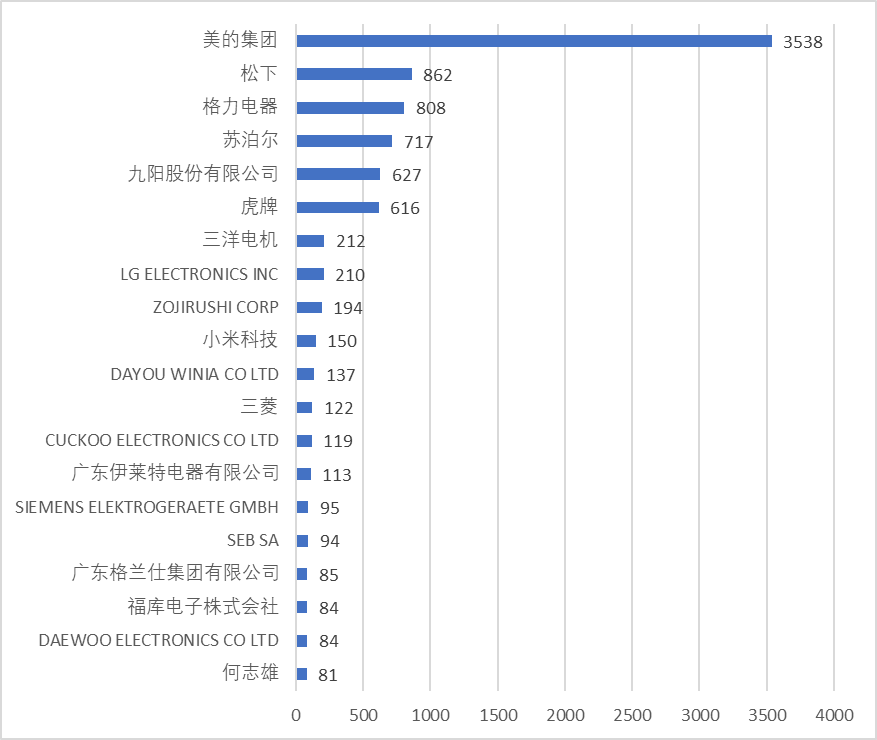 美的集团 3538
松下 862
格力电器 808
苏泊尔 717
九阳股份有限公司 627
虎牌 616
三洋电机 212
LG ELECTRONICS INC 210
ZOJIRUSHI CORP 194
小米科技 150
DAYOU WINIA CO LTD 137
三菱 122
CUCKOO ELECTRONICS CO LTD 119
广东伊莱特电器有限公司 113
SIEMENS ELEKTROGERAETE GMBH 95
SEB SA 94
广东格兰仕集团有限公司 85
福库电子株式会社 84
DAEWOO ELECTRONICS CO LTD 84
何志雄 81
0 500 1000 1500 2000 2500 3000 3500 4000